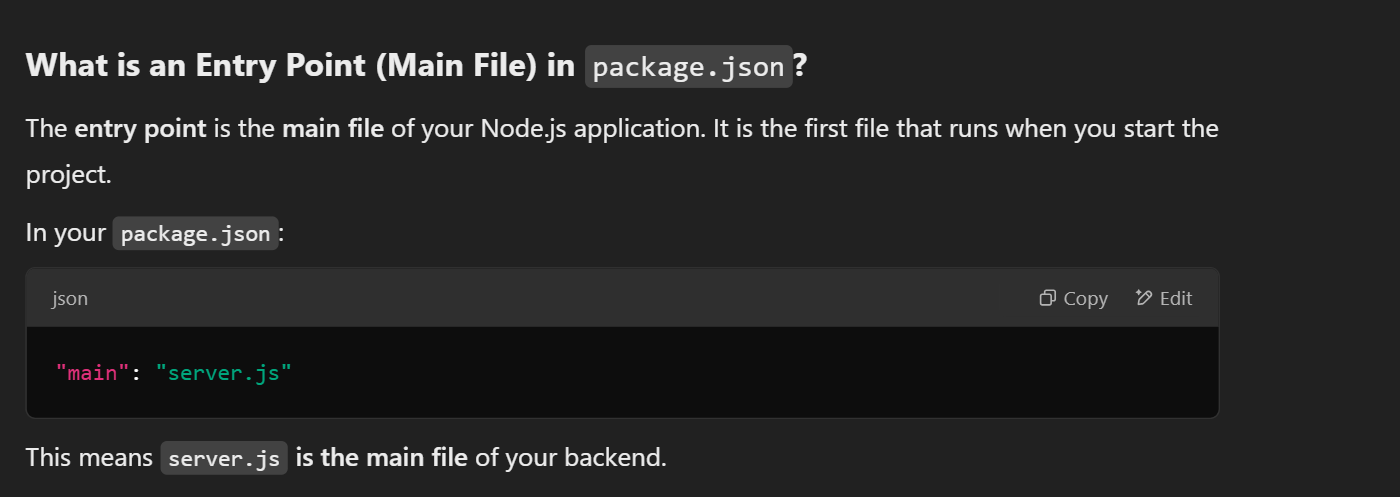 What is an Entry Point (Main File) in package.json?
The entry point is the main file of your Node.js application. It is the first file that runs when you start the
project.
In your package.json:
json
Copy
Edit
"main": "server.js"
This means server.js is the main file of your backend.